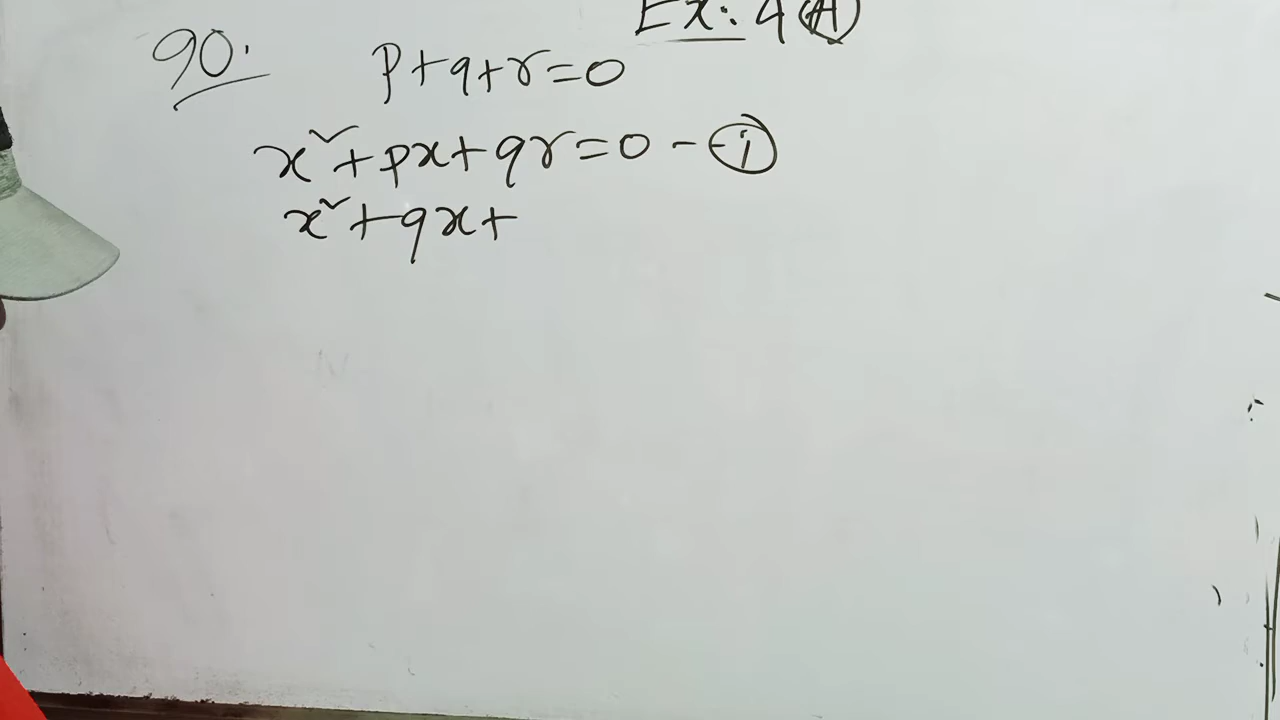 Ex: 4(A)
90.
p+q+r=0
x²+px+qr=0 - (i)
x²+qx+